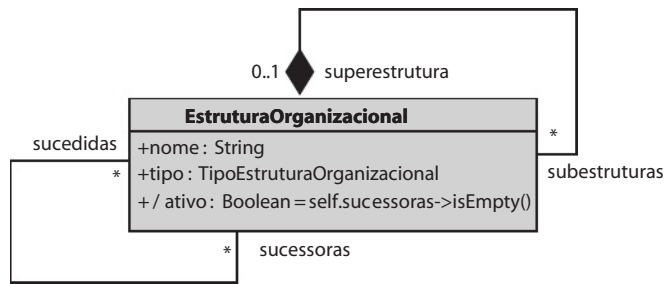 0..1
superestrutura
EstruturaOrganizacional
sucedidas
*
+nome : String
+tipo : TipoEstruturaOrganizacional
+ / ativo : Boolean = self.sucessoras->isEmpty()
*
subestruturas
*
sucessoras